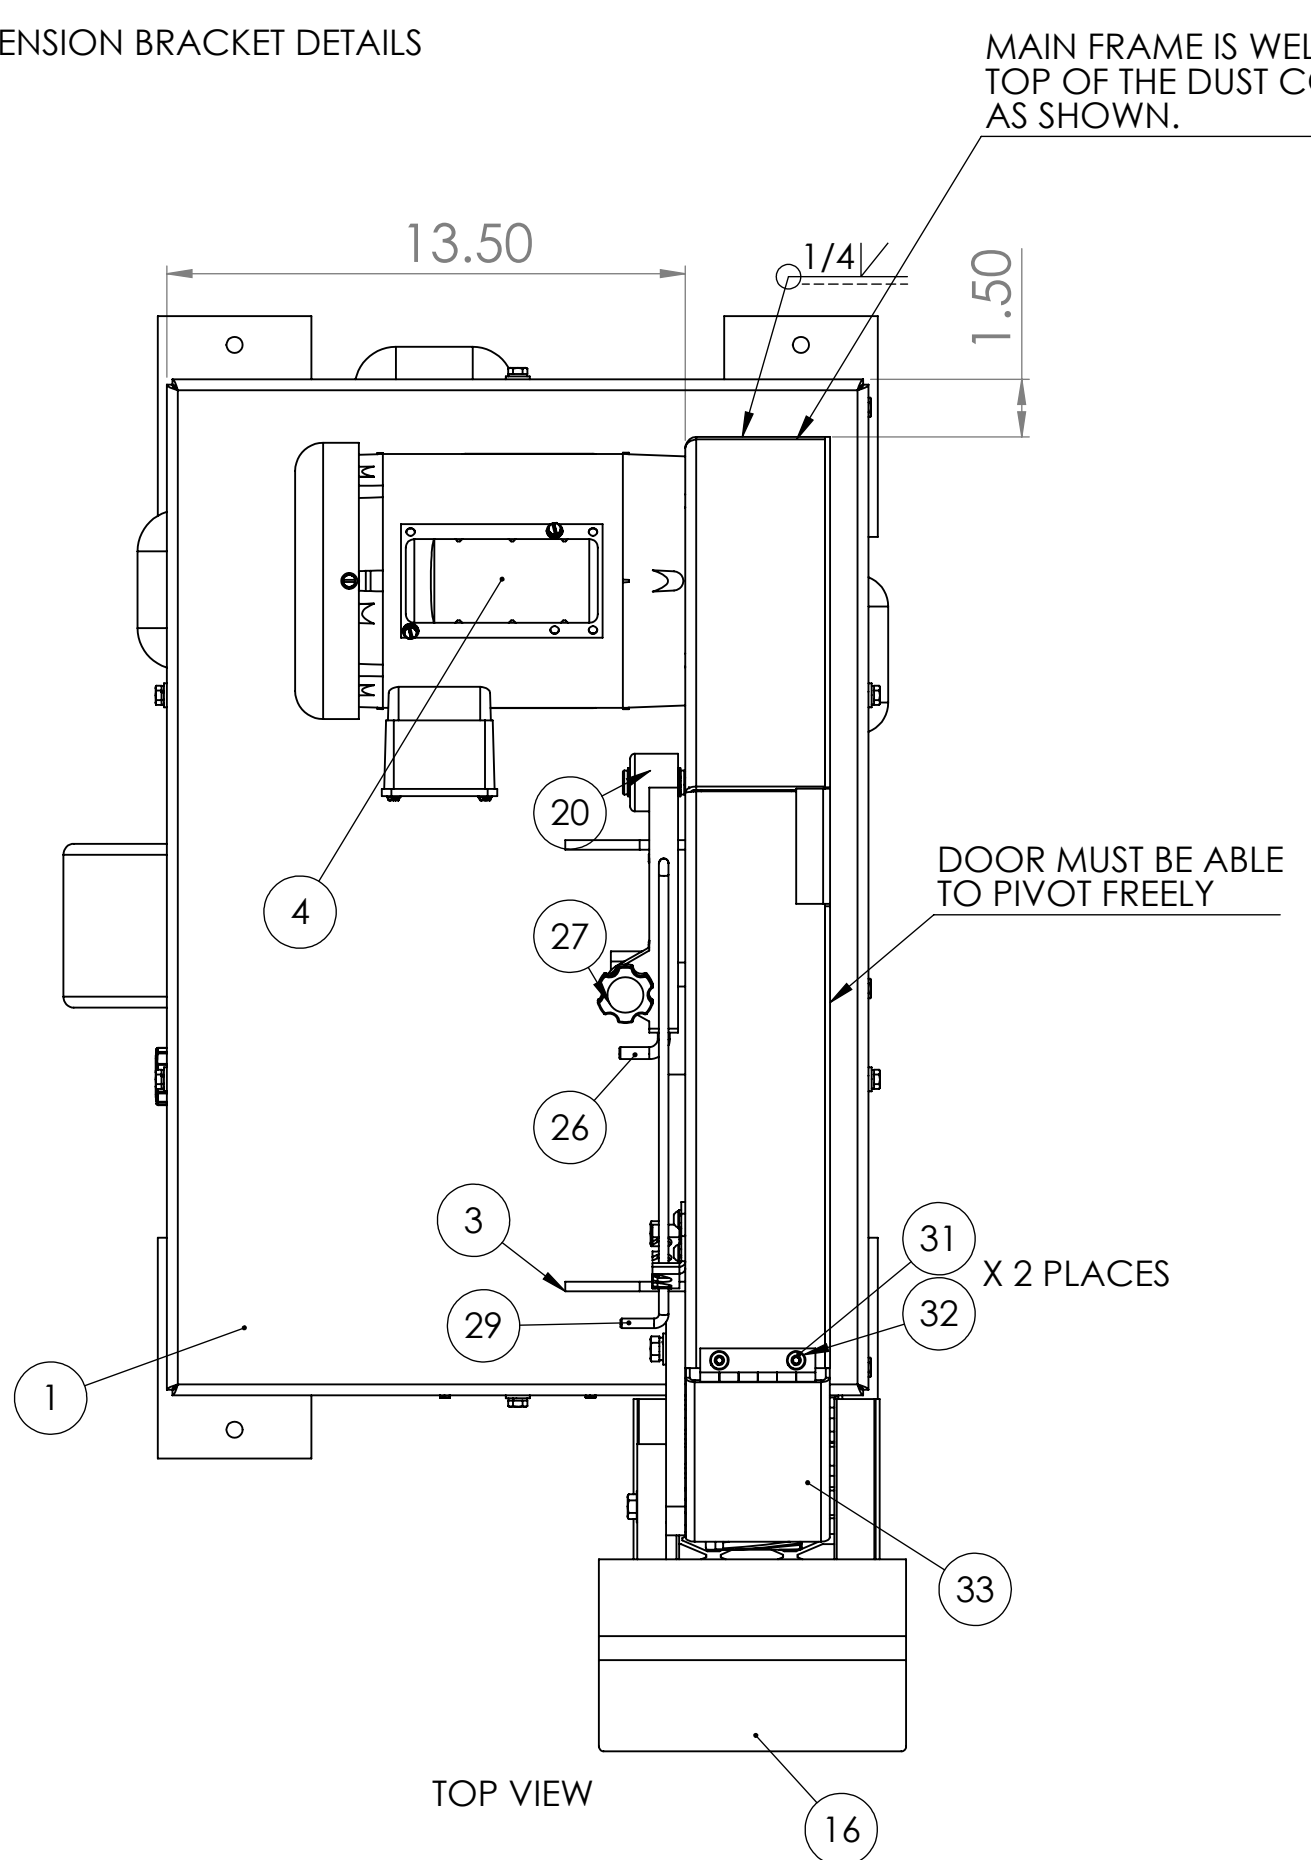 ENSION BRACKET DETAILS
MAIN FRAME IS WEL
TOP OF THE DUST CO
AS SHOWN.
13.50
1/4
1.50
20
DOOR MUST BE ABLE
TO PIVOT FREELY
4
27
26
3
31
X 2 PLACES
32
29
1
33
TOP VIEW
16